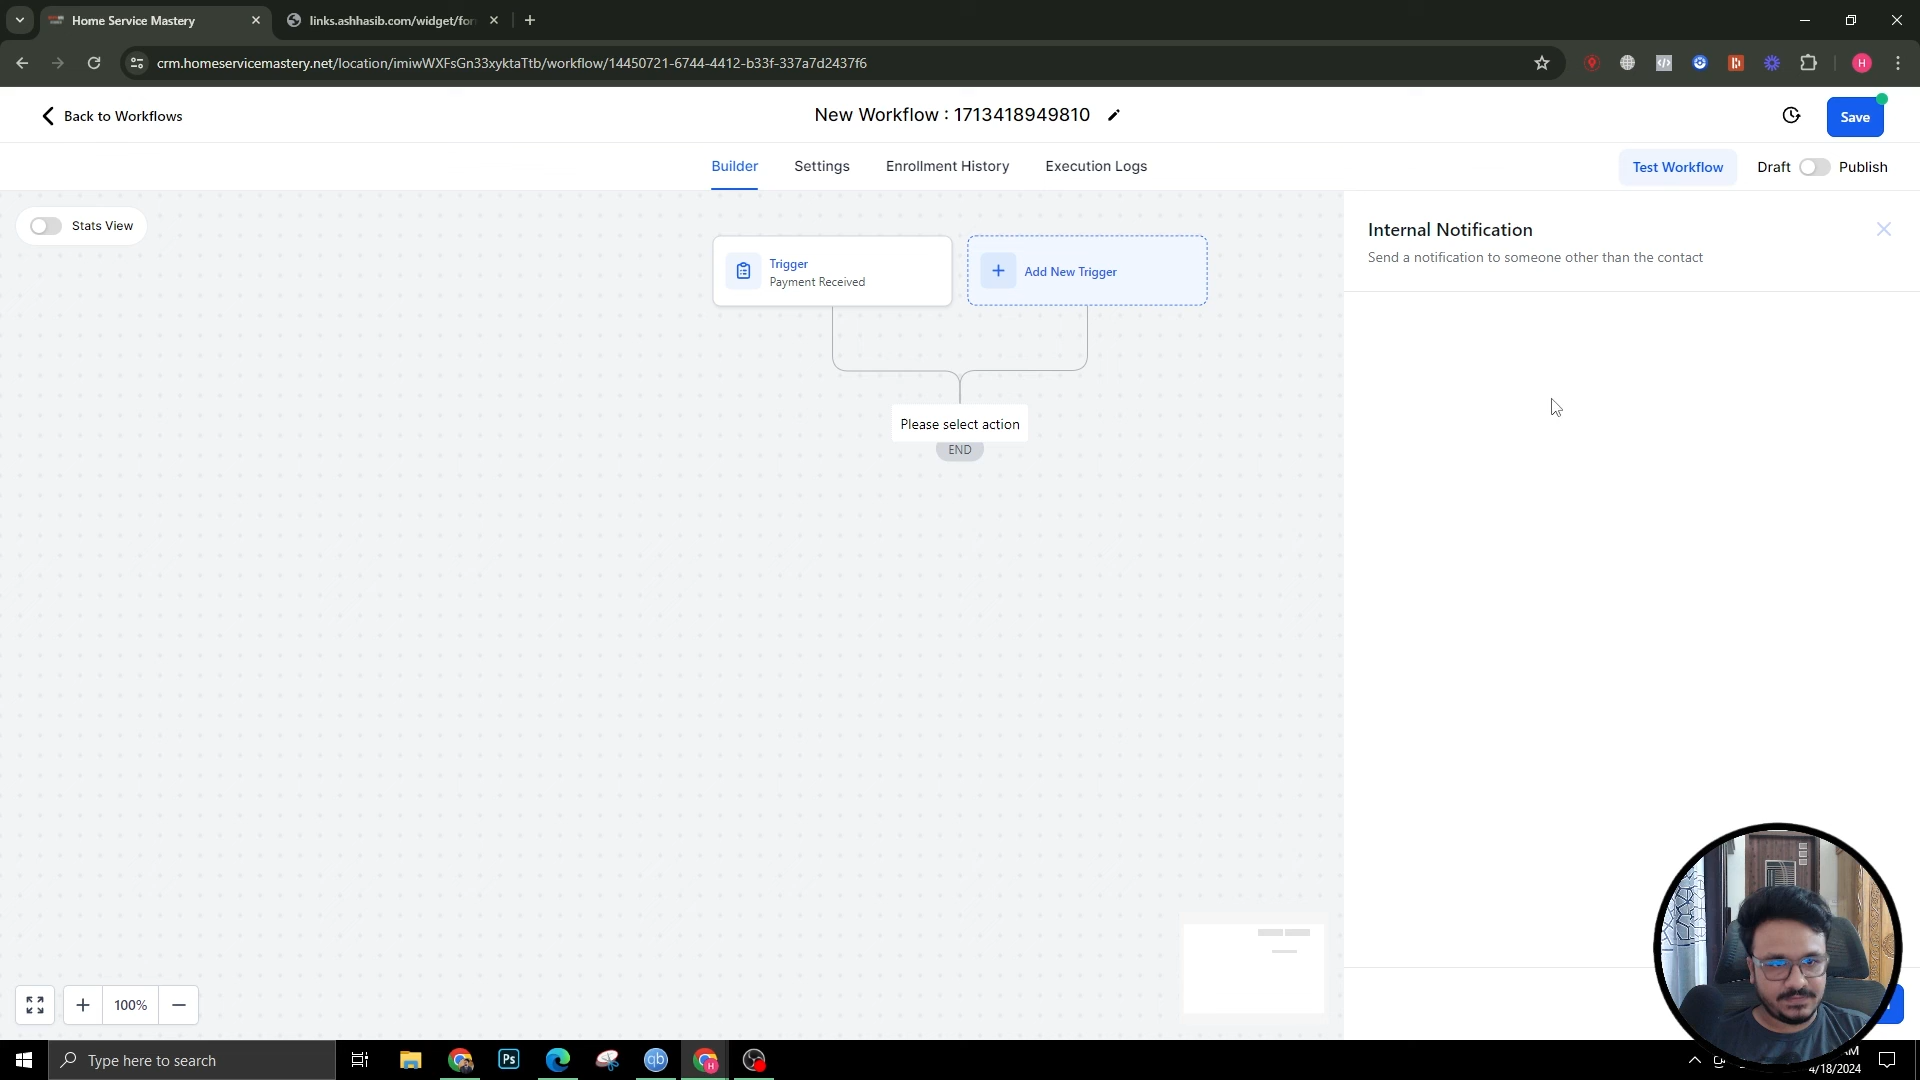 Home Service Mastery
links.ashhasib.com/widget/for
crm.homeservicemastery.net/location/imiwWXFsGn33xyktaTtb/workflow/14450721-6744-4412-b33f-337a7d2437f6
H
Back to Workflows
New Workflow : 1713418949810
Save
Builder
Settings
Enrollment History
Execution Logs
Test Workflow
Draft
Publish
Stats View
Trigger
Payment Received
Add New Trigger
Please select action
END
Internal Notification
Send a notification to someone other than the contact
100%
Type here to search
Ps
qb
H
AM
4/18/2024